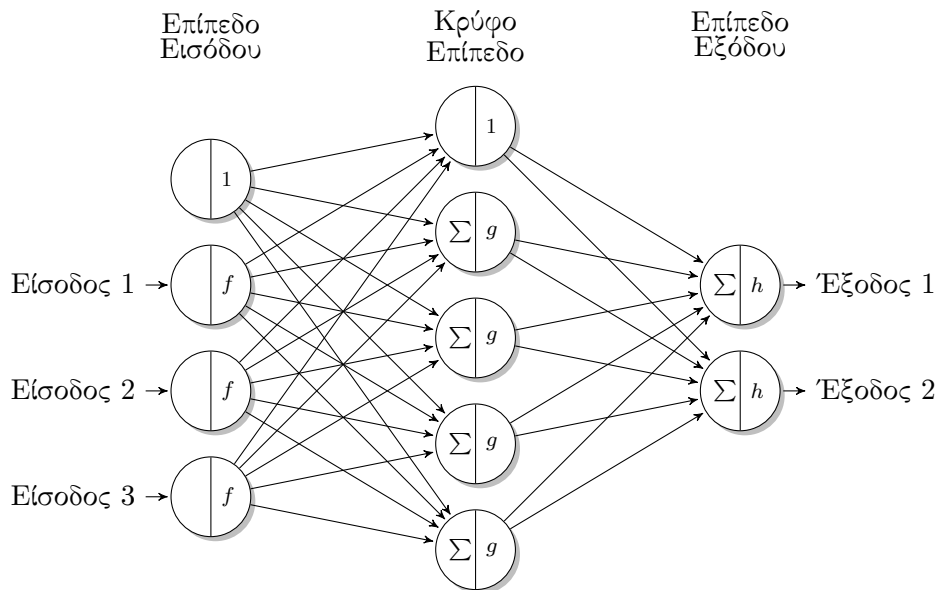 Επίπεδο
Εισόδου
Κρύφο
Επίπεδο
Επίπεδο
Εξόδου
1
1
Σ g
Είσοδος 1
f
Σ h
Έξοδος 1
Σ g
Είσοδος 2
f
Σ h
Έξοδος 2
Σ g
Είσοδος 3
f
Σ g